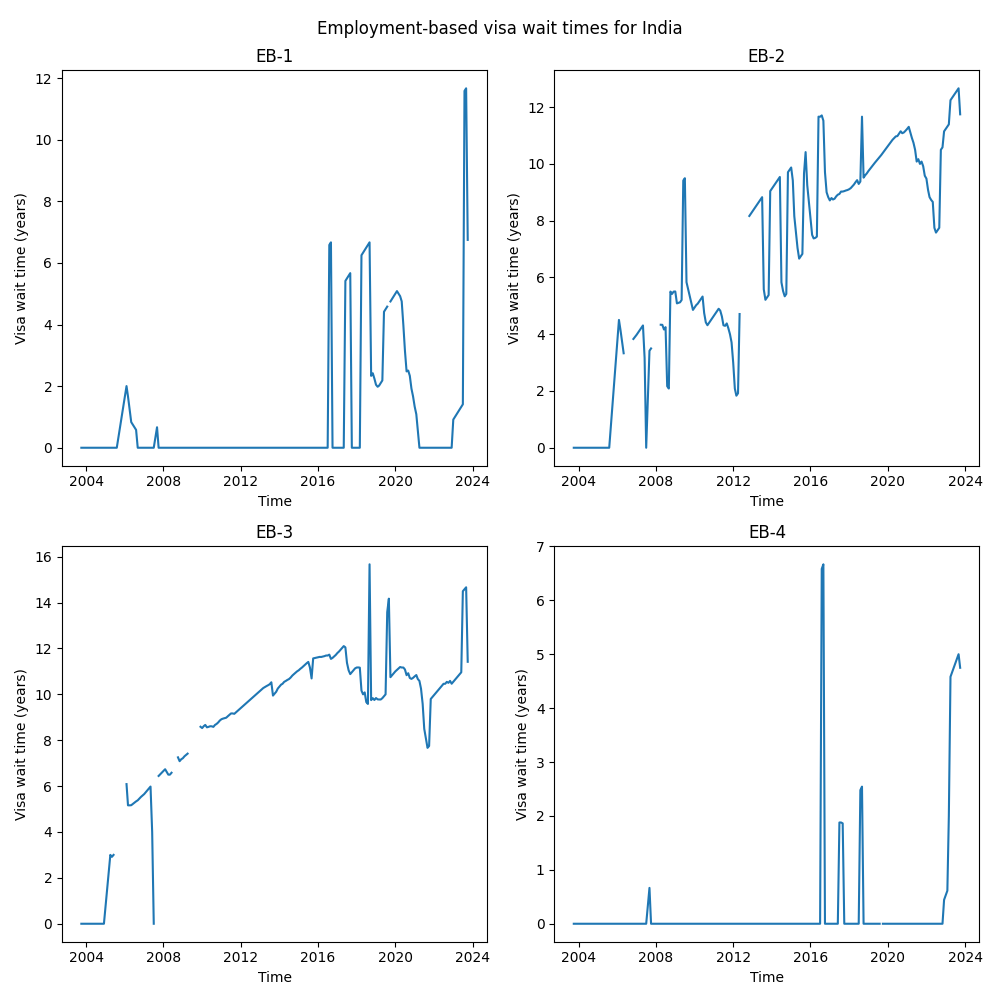 Employment-based visa wait times for India
EB-1
Visa wait time (years)
12
10
8
6
4
2
0
2004 2008 2012 2016 2020 2024
Time
EB-2
Visa wait time (years)
12
10
8
6
4
2
0
2004 2008 2012 2016 2020 2024
Time
EB-3
Visa wait time (years)
16
14
12
10
8
6
4
2
0
2004 2008 2012 2016 2020 2024
Time
EB-4
Visa wait time (years)
7
6
5
4
3
2
1
0
2004 2008 2012 2016 2020 2024
Time